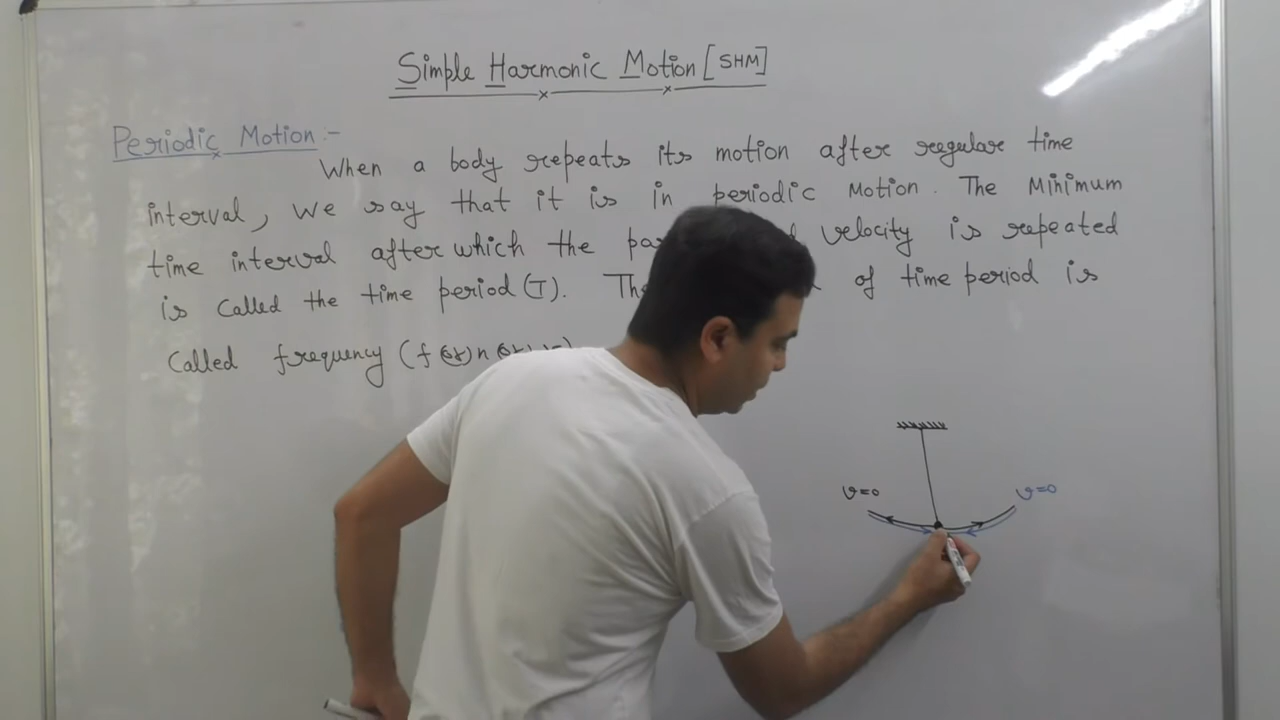 Simple Harmonic Motion [SHM]
Periodic Motion :-
When a body repeats its motion after regular time
interval, we say that it is in periodic Motion. The Minimum
time interval after which the velocity is repeated
is called the time period (T). of time period is
Called frequency (f (or) n (or)
v=0 v=0